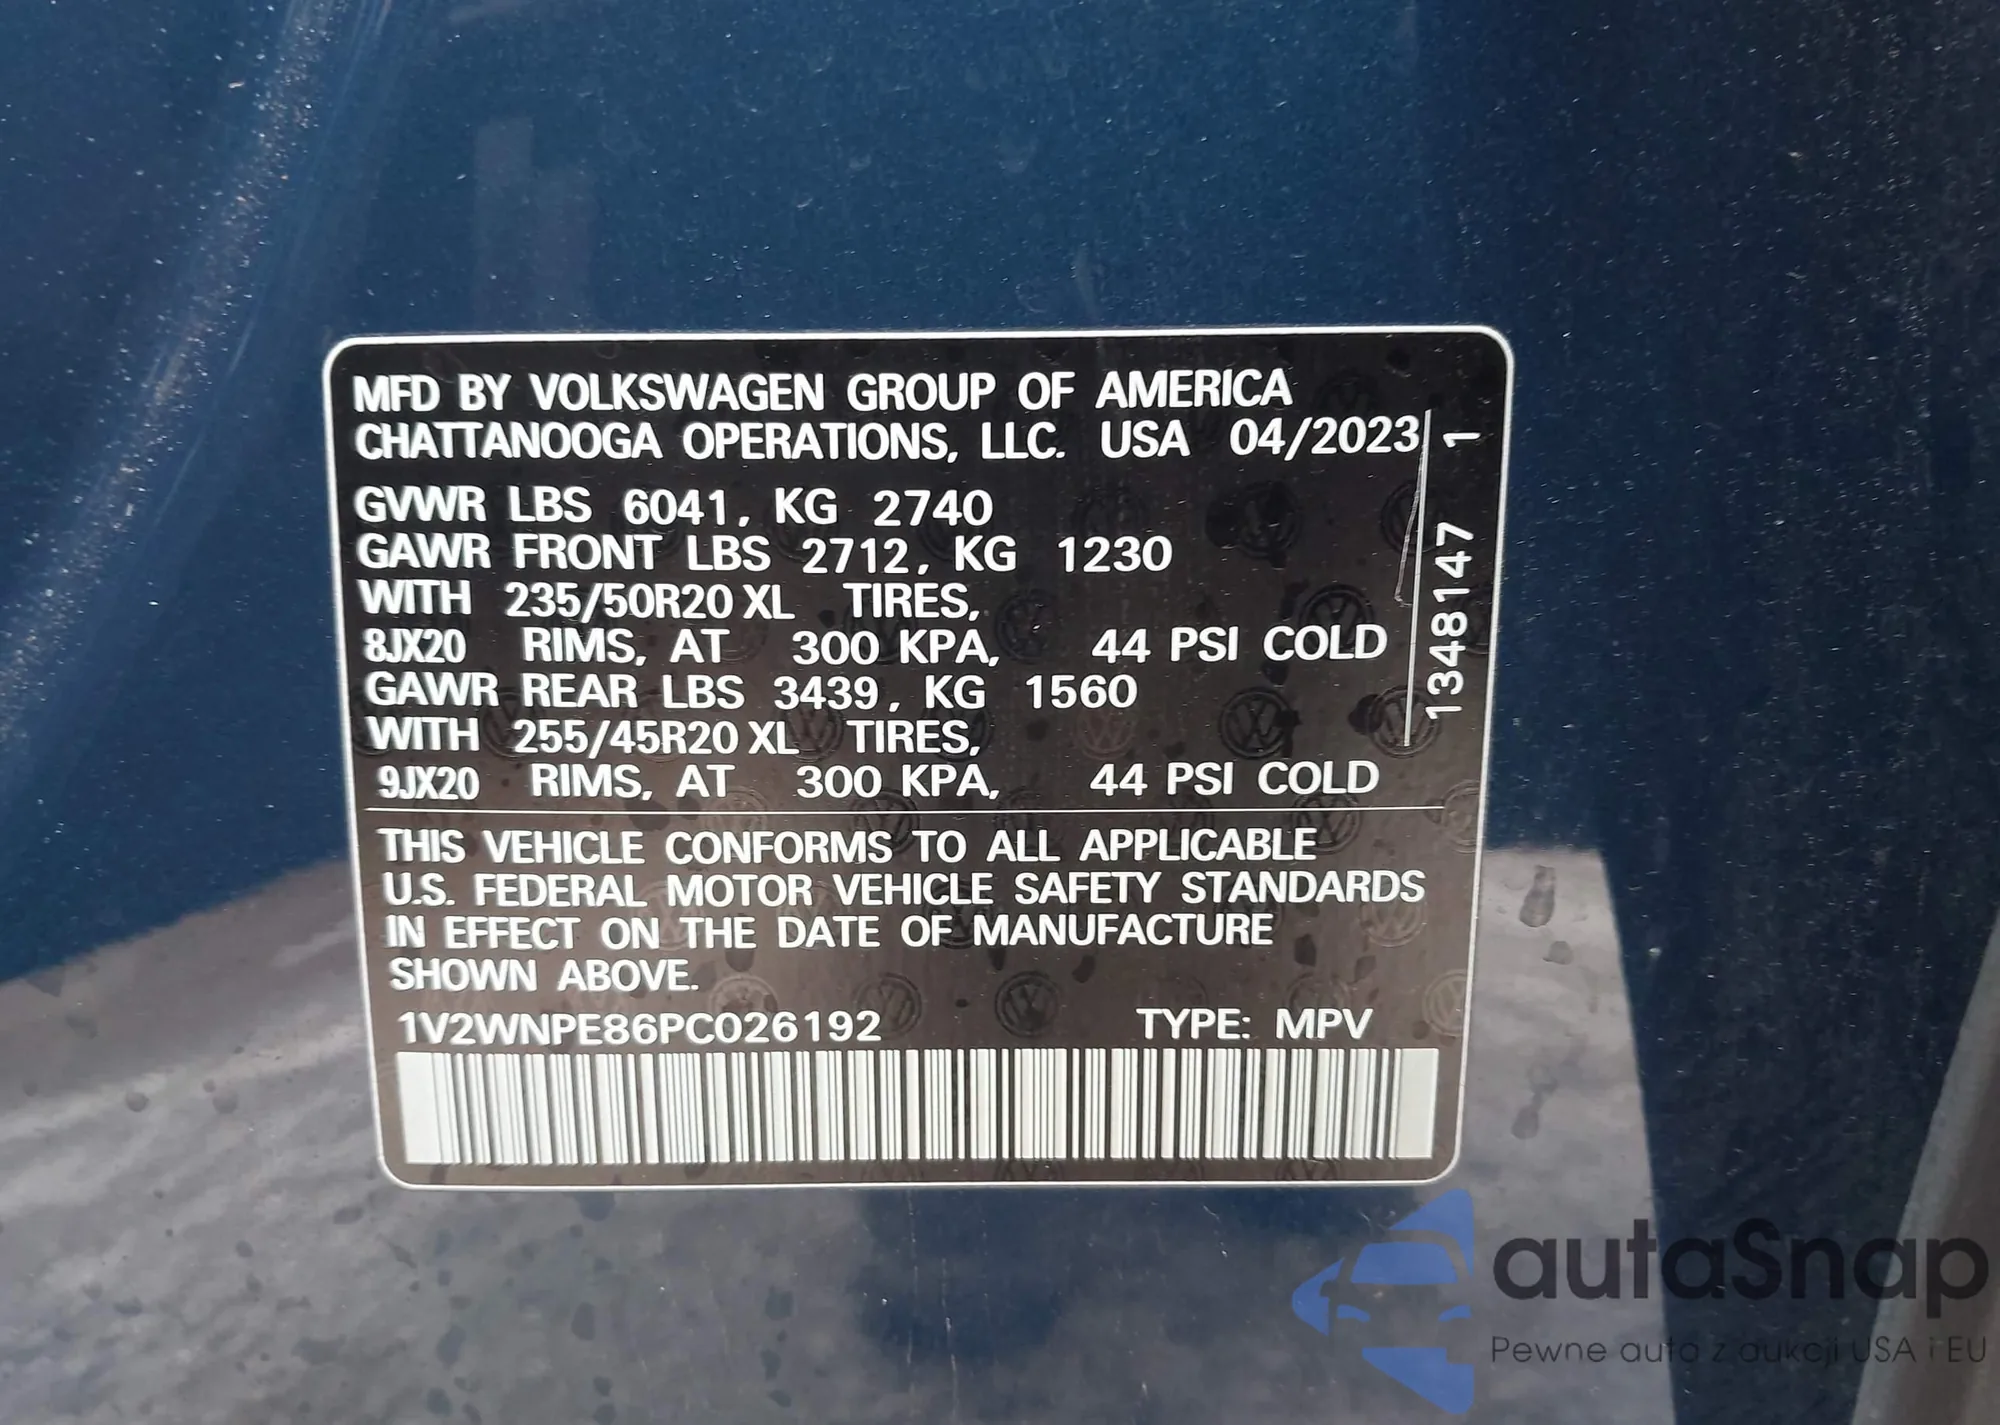 MFD BY VOLKSWAGEN GROUP OF AMERICA
CHATTANOOGA OPERATIONS, LLC. USA 04/2023
GVWR LBS 6041, KG 2740
GAWR FRONT LBS 2712, KG 1230
WITH 235/50R20 XL TIRES,
8JX20 RIMS, AT 300 KPA, 44 PSI COLD
GAWR REAR LBS 3439, KG 1560
WITH 255/45R20 XL TIRES,
9JX20 RIMS, AT 300 KPA, 44 PSI COLD
1348147 1
THIS VEHICLE CONFORMS TO ALL APPLICABLE
U.S. FEDERAL MOTOR VEHICLE SAFETY STANDARDS
IN EFFECT ON THE DATE OF MANUFACTURE
SHOWN ABOVE.
1V2WNPE86PC026192 TYPE: MPV
autaSnap
Pewne auta z aukcji USA i EU